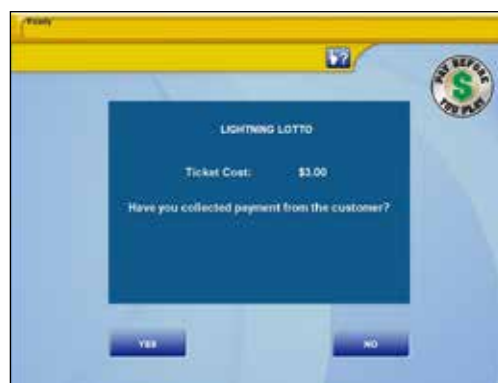 Ready
?
PAY BEFORE
$
YOU PLAY
LIGHTNING LOTTO
Ticket Cost: $3.00
Have you collected payment from the customer?
YES NO